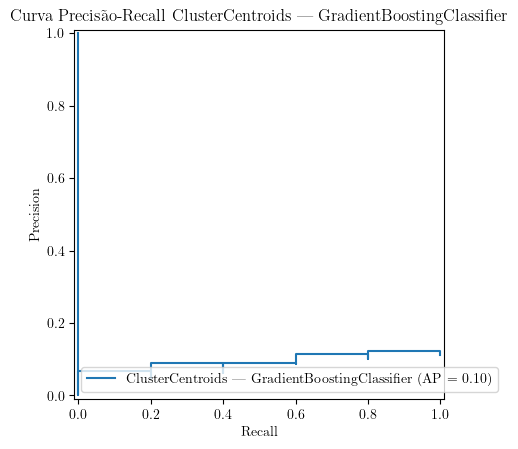 Curva Precisão-Recall ClusterCentroids — GradientBoostingClassifier
1.0
0.8
0.6
0.4
0.2
0.0
Precision
ClusterCentroids — GradientBoostingClassifier (AP = 0.10)
0.0 0.2 0.4 0.6 0.8 1.0
Recall